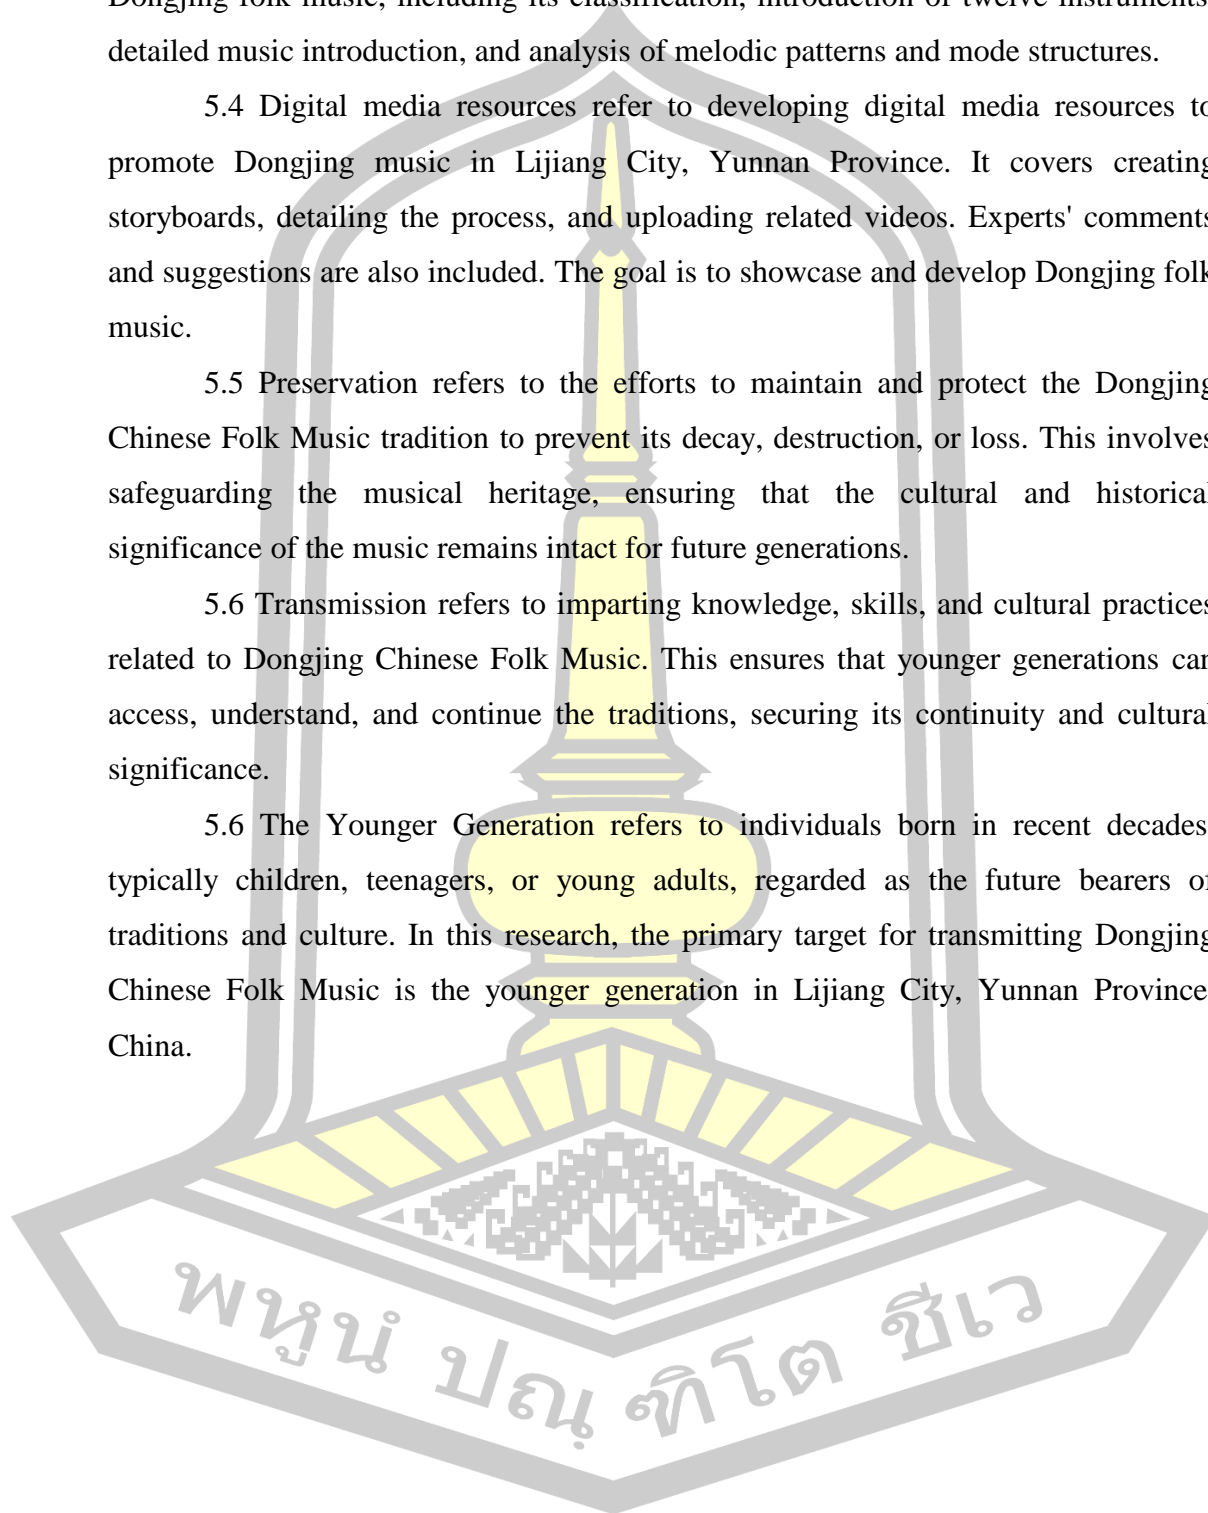 Dongjing folk music, including its classification, introduction of twelve instruments
detailed music introduction, and analysis of melodic patterns and mode structures.
5.4 Digital media resources refer to developing digital media resources to
promote Dongjing music in Lijiang City, Yunnan Province. It covers creating
storyboards, detailing the process, and uploading related videos. Experts' comments
and suggestions are also included. The goal is to showcase and develop Dongjing folk
music.
5.5 Preservation refers to the efforts to maintain and protect the Dongjing
Chinese Folk Music tradition to prevent its decay, destruction, or loss. This involves
safeguarding the musical heritage, ensuring that the cultural and historical
significance of the music remains intact for future generations.
5.6 Transmission refers to imparting knowledge, skills, and cultural practices
related to Dongjing Chinese Folk Music. This ensures that younger generations can
access, understand, and continue the traditions, securing its continuity and cultural
significance.
5.6 The Younger Generation refers to individuals born in recent decades
typically children, teenagers, or young adults, regarded as the future bearers of
traditions and culture. In this research, the primary target for transmitting Dongjing
Chinese Folk Music is the younger generation in Lijiang City, Yunnan Province
China.
พหูนํ ปณฺฑิโต ชีเว